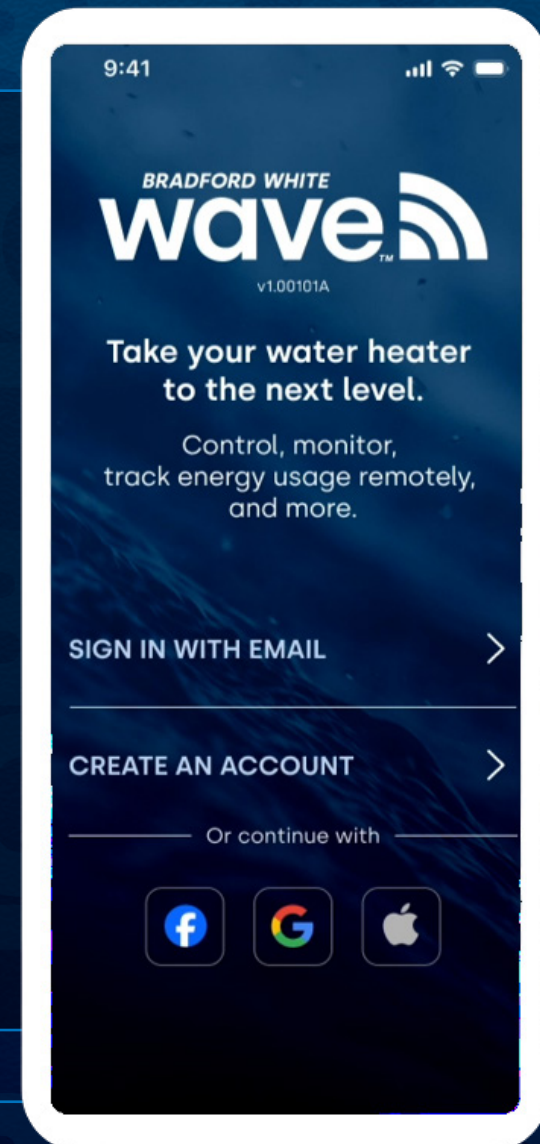 9:41
BRADFORD WHITE
wave
TM
v1.00101A
Take your water heater
to the next level.
Control, monitor,
track energy usage remotely,
and more.
SIGN IN WITH EMAIL
CREATE AN ACCOUNT
Or continue with